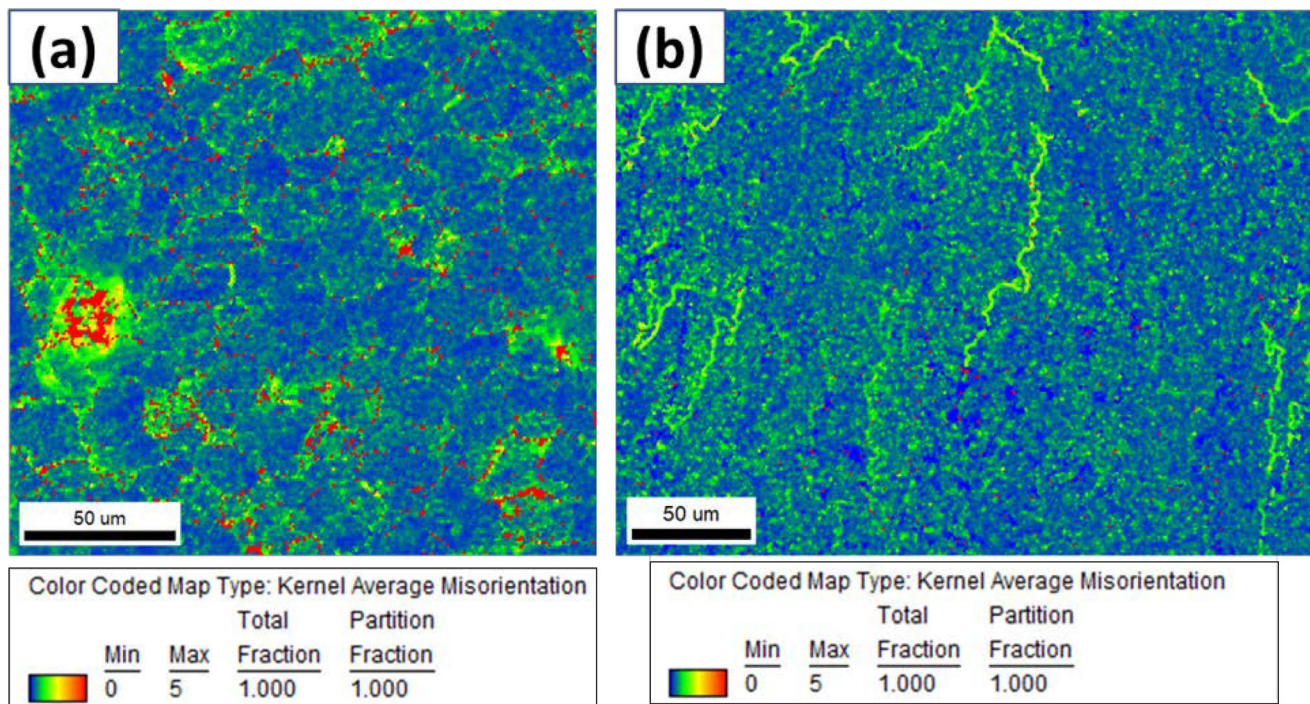 (a)
(b)
50 um
50 um
Color Coded Map Type: Kernel Average Misorientation
Total Partition
Min Max Fraction Fraction
0 5 1.000 1.000
Color Coded Map Type: Kernel Average Misorientation
Total Partition
Min Max Fraction Fraction
0 5 1.000 1.000